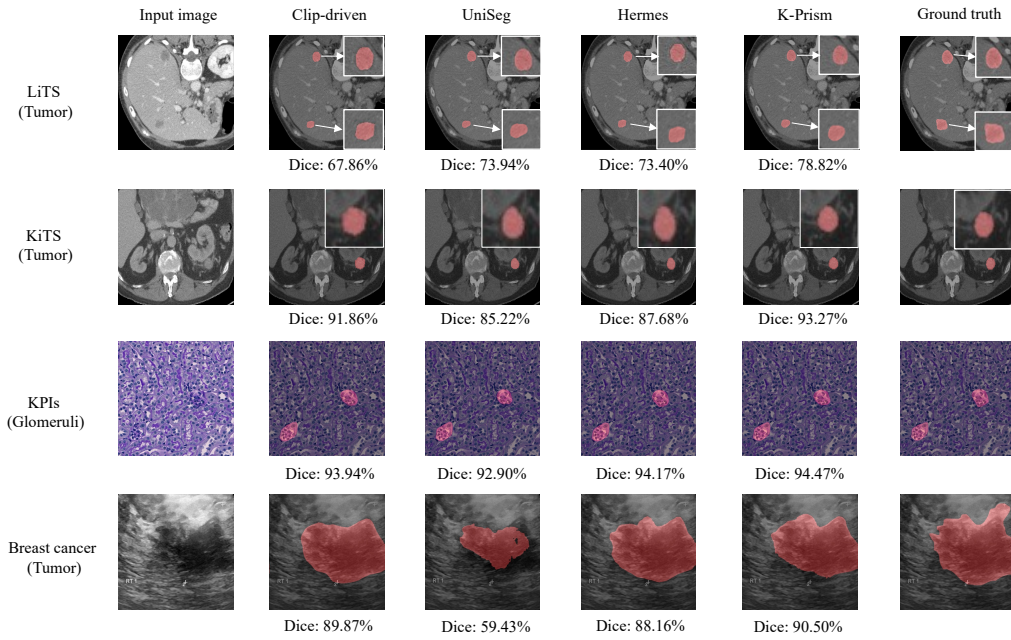 Input image Clip-driven UniSeg Hermes K-Prism Ground truth
LiTS
(Tumor)
Dice: 67.86% Dice: 73.94% Dice: 73.40% Dice: 78.82%
KiTS
(Tumor)
Dice: 91.86% Dice: 85.22% Dice: 87.68% Dice: 93.27%
KPIs
(Glomeruli)
Dice: 93.94% Dice: 92.90% Dice: 94.17% Dice: 94.47%
Breast cancer
(Tumor)
Dice: 89.87% Dice: 59.43% Dice: 88.16% Dice: 90.50%